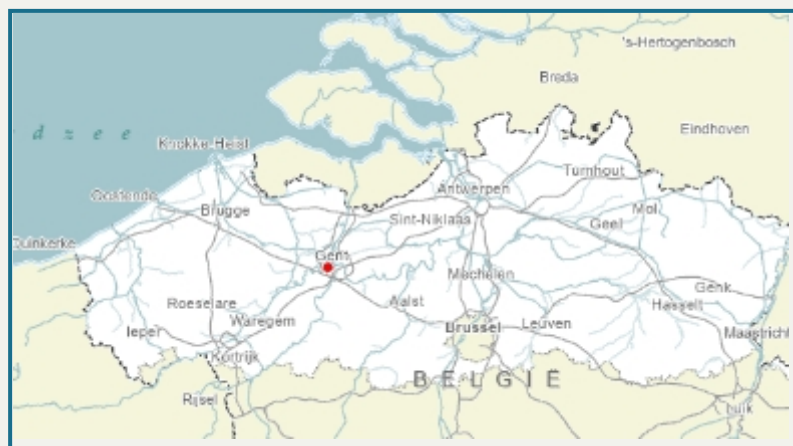 's-Hertogenbosch
Breda
Eindhoven
d z e e
Knokke-Heist
Turnhout
Antwerpen
Oostende
Brugge
Mol
Sint-Niklaas
Geel
Duinkerke
Gent
Mechelen
Genk
Roeselare
Aalst
Hasselt
Waregem
Ieper
Brussel
Leuven
Maastricht
Kortrijk
BELGIË
Rijsel
Luik